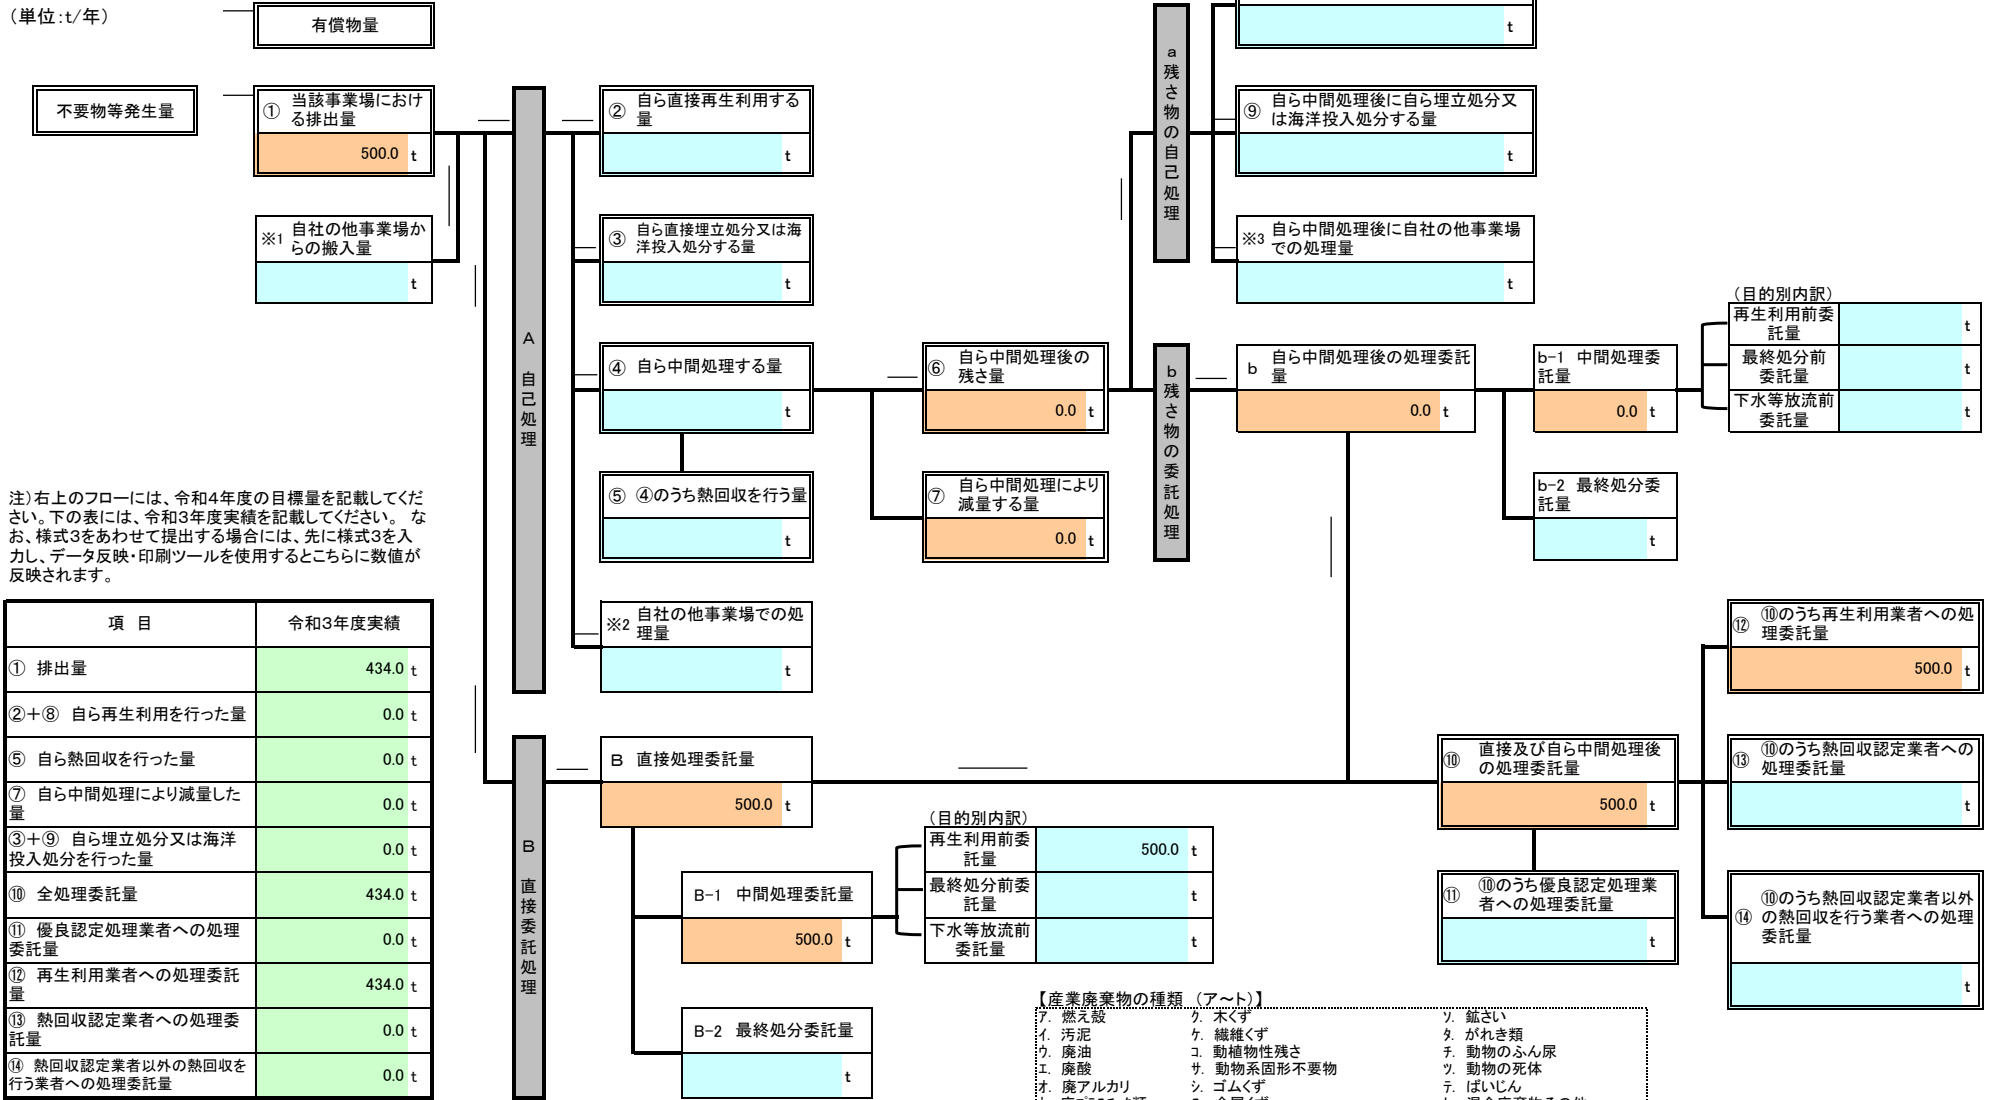 (単位:t/年)
有償物量
t
不要物等発生量
① 当該事業場におけ
る排出量
500.0 t
※1 自社の他事業場か
らの搬入量
t
A 自己処理
② 自ら直接再生利用する
量
t
③ 自ら直接埋立処分又は海
洋投入処分する量
t
④ 自ら中間処理する量
t
⑤ ④のうち熱回収を行う量
t
※2 自社の他事業場での処
理量
t
⑥ 自ら中間処理後の
残さ量
0.0 t
⑦ 自ら中間処理により
減量する量
0.0 t
a 残さ物の自己処理
⑨ 自ら中間処理後に自ら埋立処分又
は海洋投入処分する量
t
※3 自ら中間処理後に自社の他事業場
での処理量
t
b 残さ物の委託処理
b 自ら中間処理後の処理委託
量
0.0 t
b-1 中間処理委
託量
0.0 t
b-2 最終処分委
託量
t
(目的別内訳)
再生利用前委
託量
t
最終処分前
委託量
t
下水等放流前
委託量
t
注)右上のフローには、令和4年度の目標量を記載してくだ
さい。下の表には、令和3年度実績を記載してください。 な
お、様式3をあわせて提出する場合には、先に様式3を入
力し、データ反映・印刷ツールを使用するとこちらに数値が
反映されます。
項 目 令和3年度実績
① 排出量 434.0 t
②+⑧ 自ら再生利用を行った量 0.0 t
⑤ 自ら熱回収を行った量 0.0 t
⑦ 自ら中間処理により減量した
量 0.0 t
③+⑨ 自ら埋立処分又は海洋
投入処分を行った量 0.0 t
⑩ 全処理委託量 434.0 t
⑪ 優良認定処理業者への処理
委託量 0.0 t
⑫ 再生利用業者への処理委託
量 434.0 t
⑬ 熱回収認定業者への処理委
託量 0.0 t
⑭ 熱回収認定業者以外の熱回収を
行う業者への処理委託量 0.0 t
B 直接委託処理
B 直接処理委託量
500.0 t
B-1 中間処理委託量
500.0 t
B-2 最終処分委託量
t
(目的別内訳)
再生利用前委
託量
500.0 t
最終処分前委
託量
t
下水等放流前
委託量
t
⑩ 直接及び自ら中間処理後
の処理委託量
500.0 t
⑪ ⑩のうち優良認定処理業
者への処理委託量
t
⑫ ⑩のうち再生利用業者への処
理委託量
500.0 t
⑬ ⑩のうち熱回収認定業者への
処理委託量
t
⑭ ⑩のうち熱回収認定業者以外
の熱回収を行う業者への処理
委託量
t
【産業廃棄物の種類 (ア~ト)】
ア. 燃え殻 ク. 木くず ソ. 鉱さい
イ. 汚泥 ケ. 繊維くず タ. がれき類
ウ. 廃油 コ. 動植物性残さ チ. 動物のふん尿
エ. 廃酸 サ. 動物系固形不要物 ツ. 動物の死体
オ. 廃アルカリ シ. ゴムくず テ. ばいじん